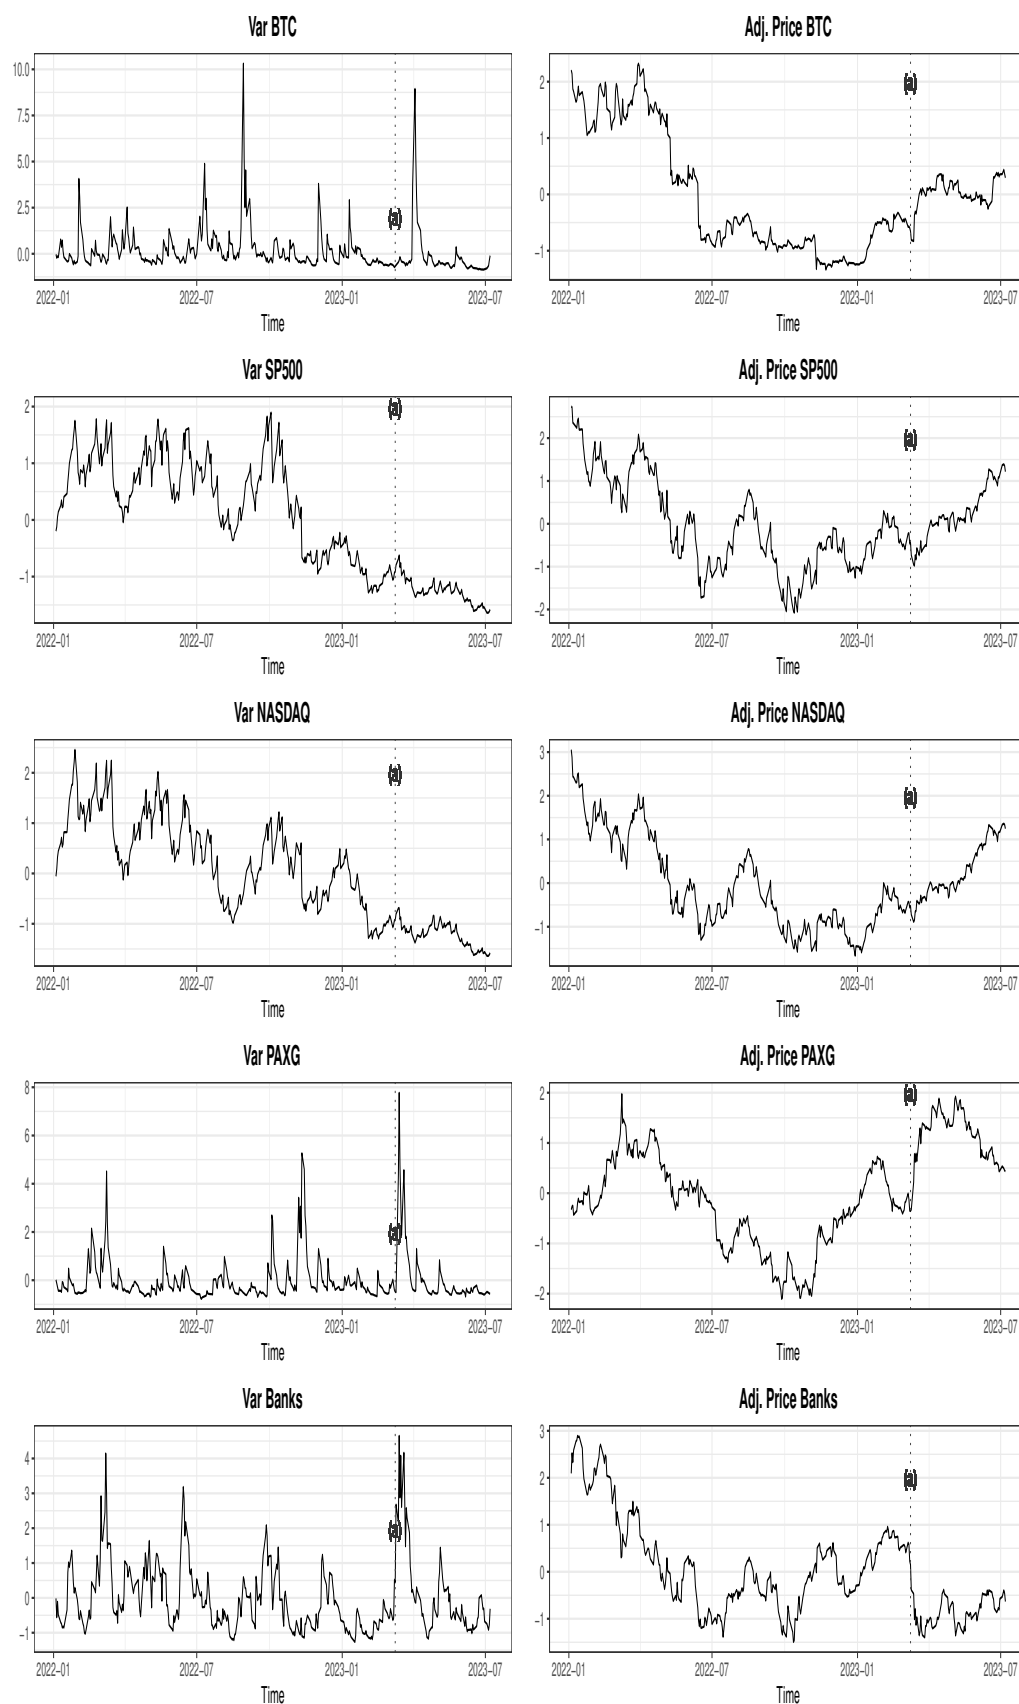 Var BTC
10.0
7.5
5.0
2.5
0.0
(a)
2022-01
2022-07
2023-01
2023-07
Time
Adj. Price BTC
2
1
0
-1
(a)
2022-01
2022-07
2023-01
2023-07
Time
Var SP500
2
1
0
-1
(a)
2022-01
2022-07
2023-01
2023-07
Time
Adj. Price SP500
2
1
0
-1
-2
(a)
2022-01
2022-07
2023-01
2023-07
Time
Var NASDAQ
2
1
0
-1
(a)
2022-01
2022-07
2023-01
2023-07
Time
Adj. Price NASDAQ
3
2
1
0
-1
(a)
2022-01
2022-07
2023-01
2023-07
Time
Var PAXG
8
6
4
2
0
(a)
2022-01
2022-07
2023-01
2023-07
Time
Adj. Price PAXG
2
1
0
-1
-2
(a)
2022-01
2022-07
2023-01
2023-07
Time
Var Banks
4
3
2
1
0
-1
(a)
2022-01
2022-07
2023-01
2023-07
Time
Adj. Price Banks
3
2
1
0
-1
(a)
2022-01
2022-07
2023-01
2023-07
Time